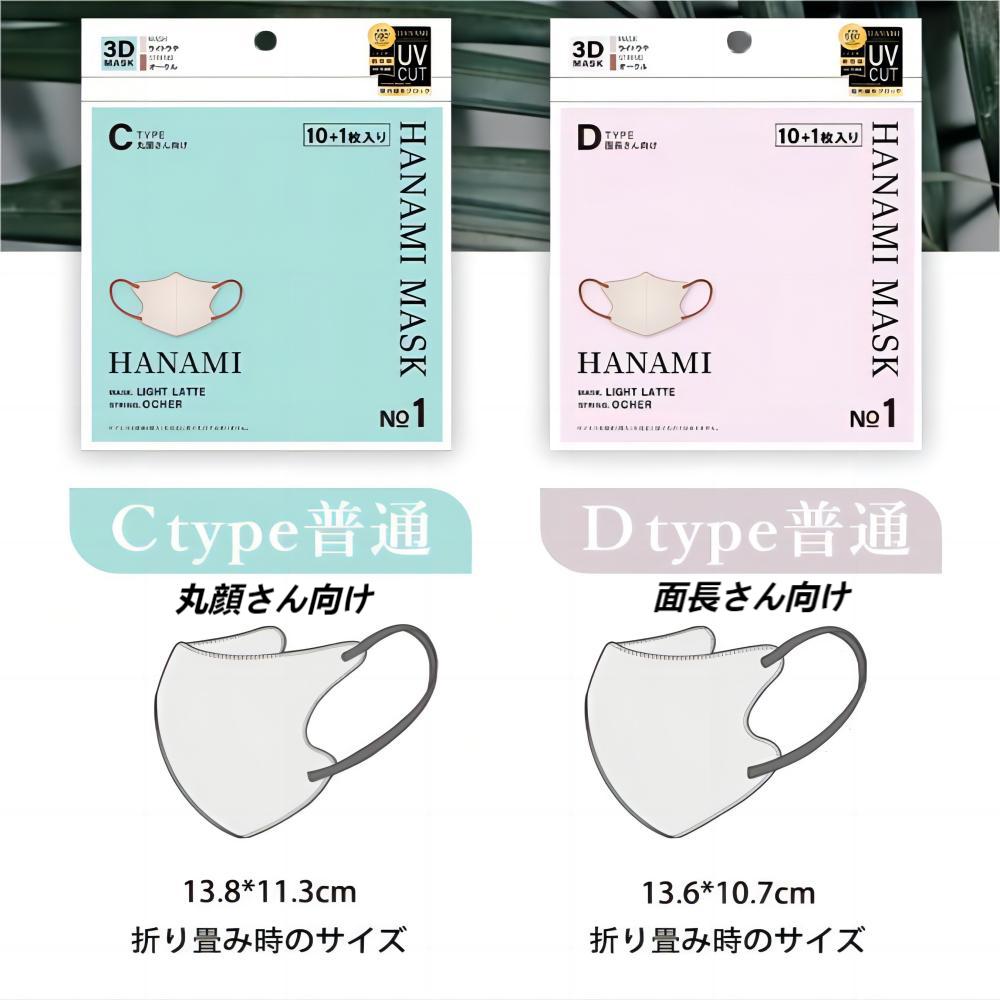 3D
MASK
UV
CUT
C TYPE
丸顔さん向け
10+1枚入り
HANAMI MASK
HANAMI
MASK. LIGHT LATTE
STRING. OCHER
No1
3D
MASK
UV
CUT
D TYPE
面長さん向け
10+1枚入り
HANAMI MASK
HANAMI
MASK. LIGHT LATTE
STRING. OCHER
No1
C type普通
丸顔さん向け
13.8*11.3cm
折り畳み時のサイズ
D type普通
面長さん向け
13.6*10.7cm
折り畳み時のサイズ